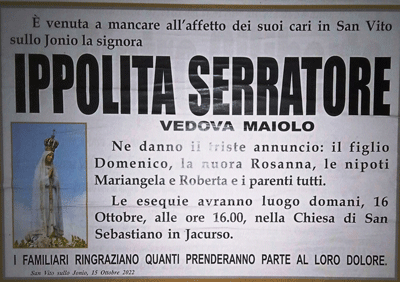 È venuta a mancare all'affetto dei suoi cari in San Vito
sullo Jonio la signora
IPPOLITA SERRATORE
VEDOVA MAIOLO
Ne danno il triste annuncio: il figlio
Domenico, la nuora Rosanna, le nipoti
Mariangela e Roberta e i parenti tutti.
Le esequie avranno luogo domani, 16
Ottobre, alle ore 16.00, nella Chiesa di San
Sebastiano in Jacurso.
I FAMILIARI RINGRAZIANO QUANTI PRENDERANNO PARTE AL LORO DOLORE.
San Vito sullo Jonio, 15 Ottobre 2022